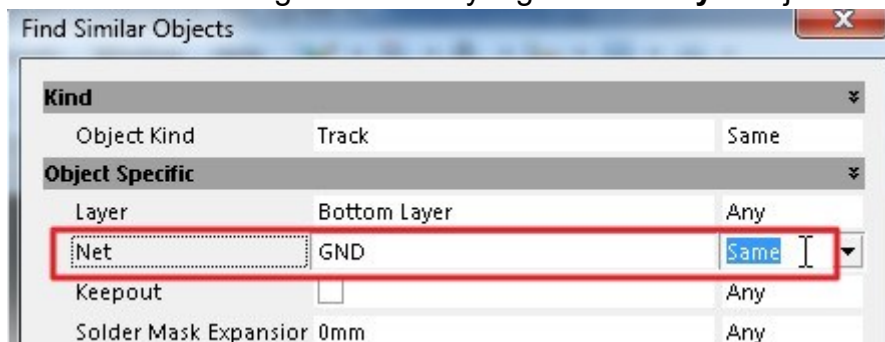 Find Similar Objects
Kind
Object Kind Track Same
Object Specific
Layer Bottom Layer Any
Net GND Same
Keepout Any
Solder Mask Expansior 0mm Any